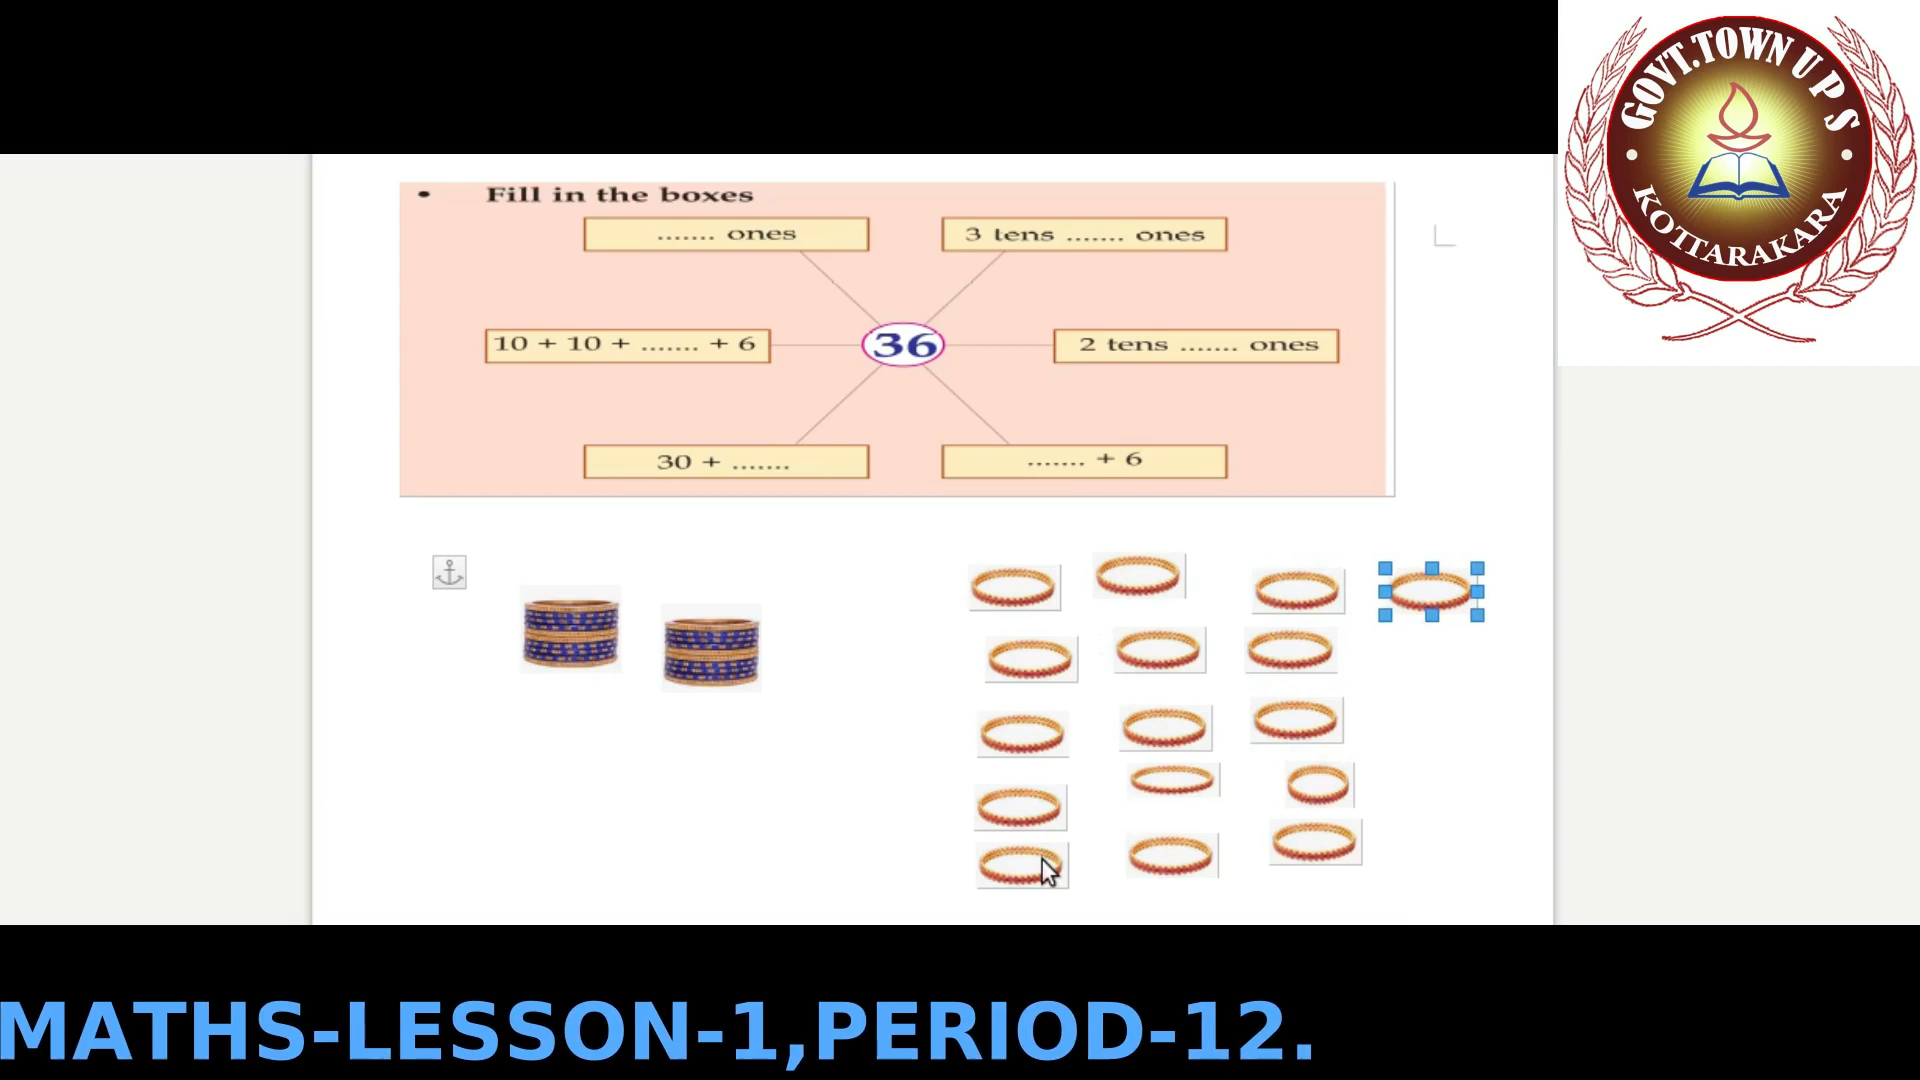 GOVT.TOWN U P S
KOTTARAKARA
• Fill in the boxes
....... ones
3 tens ....... ones
10 + 10 + ....... + 6
36
2 tens ....... ones
30 + .......
....... + 6
MATHS-LESSON-1,PERIOD-12.